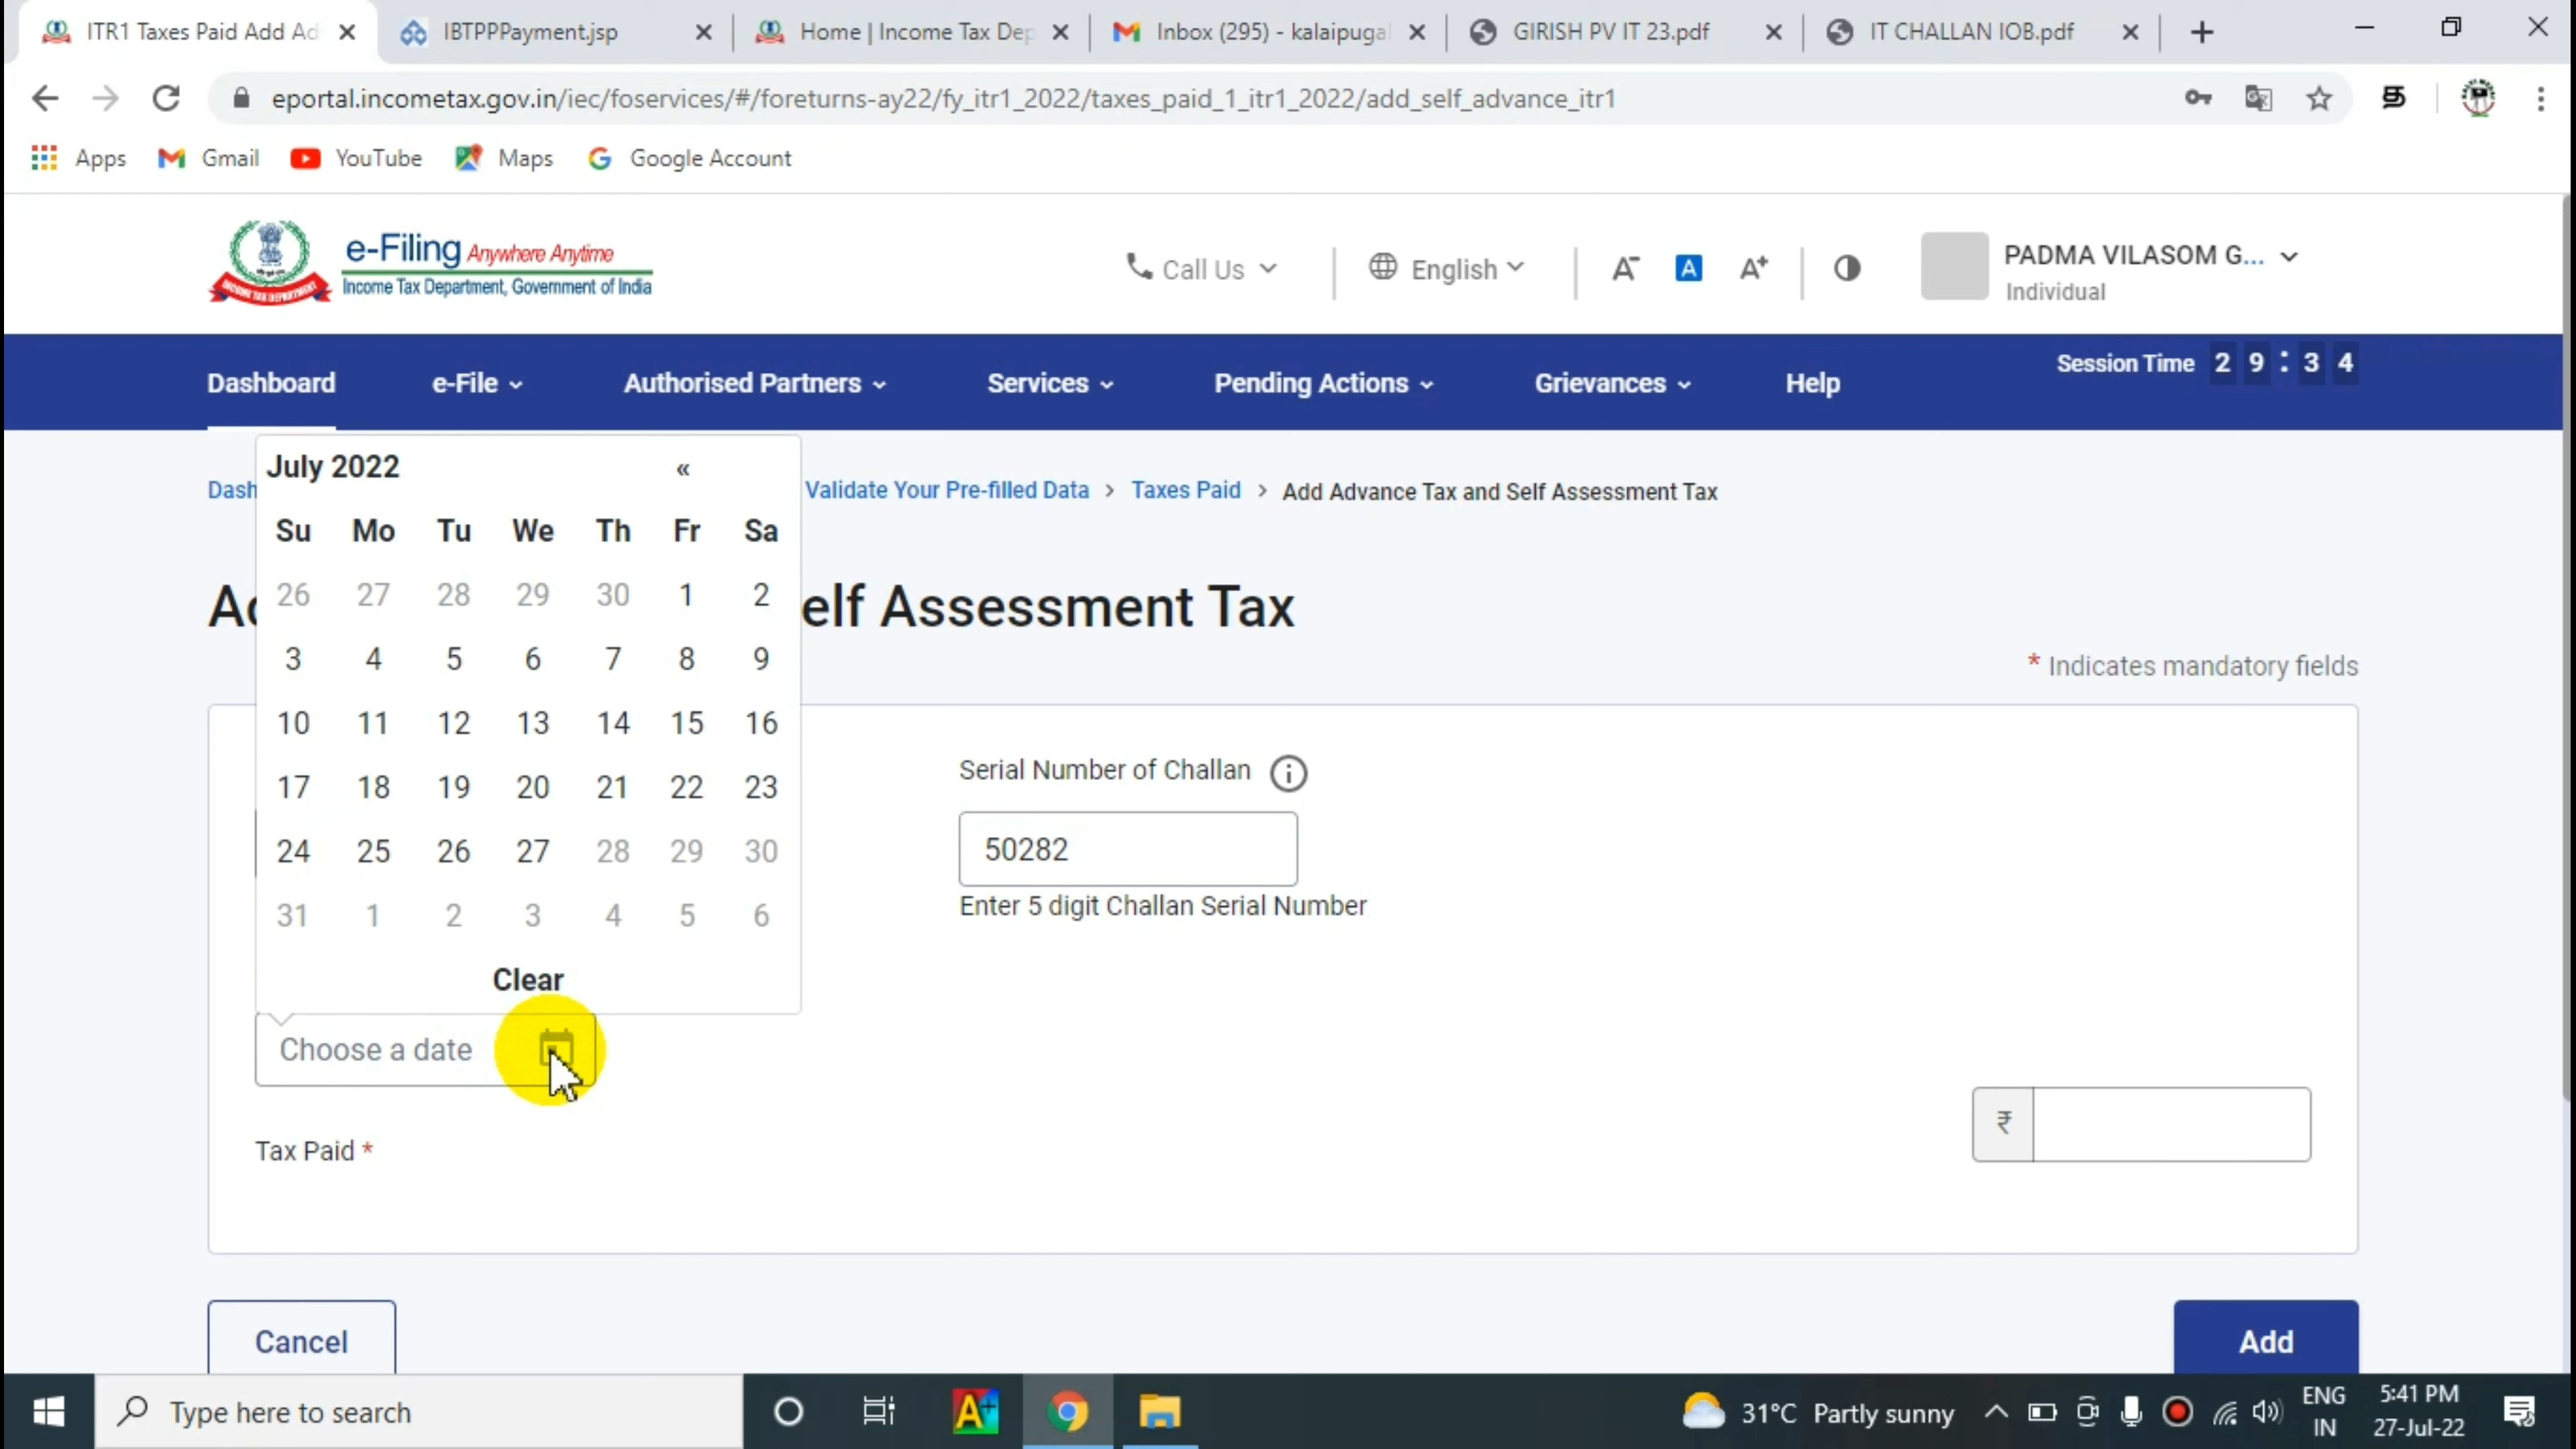 ITR1 Taxes Paid Add Ad
IBTPPPayment.jsp
Home | Income Tax Dep
Inbox (295) - kalaipugal
GIRISH PV IT 23.pdf
IT CHALLAN IOB.pdf
eportal.incometax.gov.in/iec/foservices/#/foreturns-ay22/fy_itr1_2022/taxes_paid_1_itr1_2022/add_self_advance_itr1
Apps Gmail YouTube Maps Google Account
e-Filing Anywhere Anytime
Income Tax Department, Government of India
INCOME TAX DEPARTMENT
Call Us
English
A- A A+
PADMA VILASOM G...
Individual
Dashboard e-File Authorised Partners Services Pending Actions Grievances Help
Session Time 29:34
Dash
Validate Your Pre-filled Data > Taxes Paid > Add Advance Tax and Self Assessment Tax
July 2022 «
Su Mo Tu We Th Fr Sa
26 27 28 29 30 1 2
3 4 5 6 7 8 9
10 11 12 13 14 15 16
17 18 19 20 21 22 23
24 25 26 27 28 29 30
31 1 2 3 4 5 6
Clear
elf Assessment Tax
* Indicates mandatory fields
Serial Number of Challan
50282
Enter 5 digit Challan Serial Number
Choose a date
Tax Paid *
₹
Cancel
Add
Type here to search
31°C Partly sunny
ENG
IN
5:41 PM
27-Jul-22